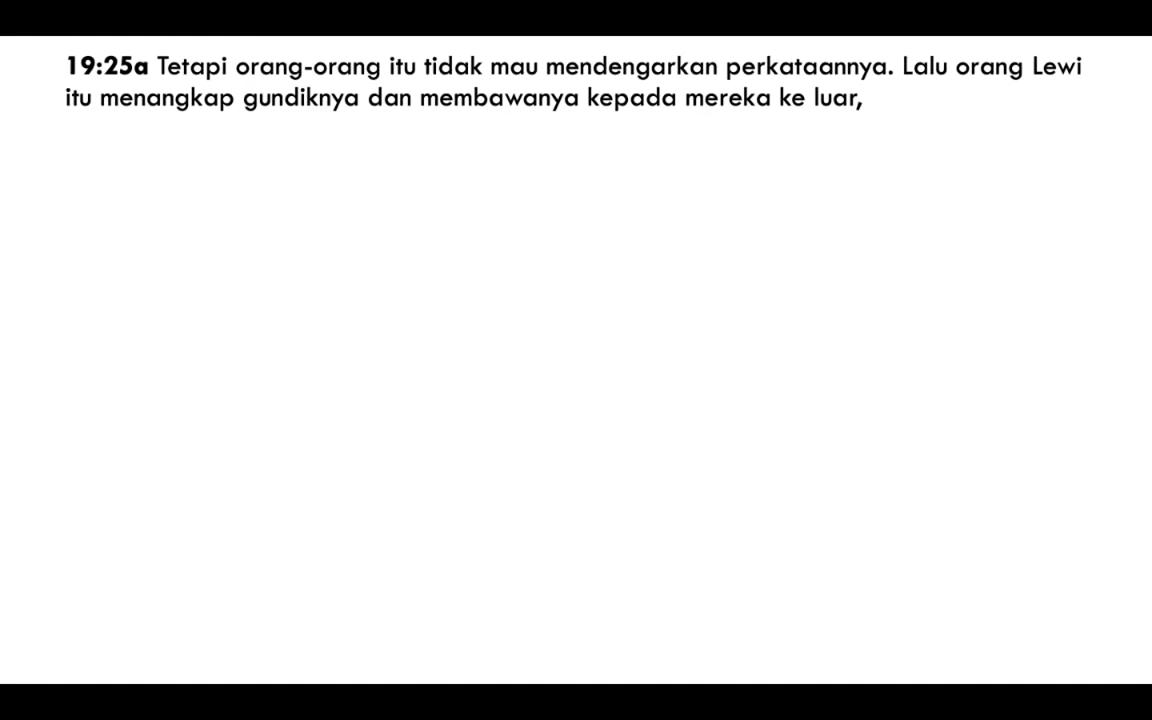 19:25a Tetapi orang-orang itu tidak mau mendengarkan perkataannya. Lalu orang Lewi
itu menangkap gundiknya dan membawanya kepada mereka ke luar,